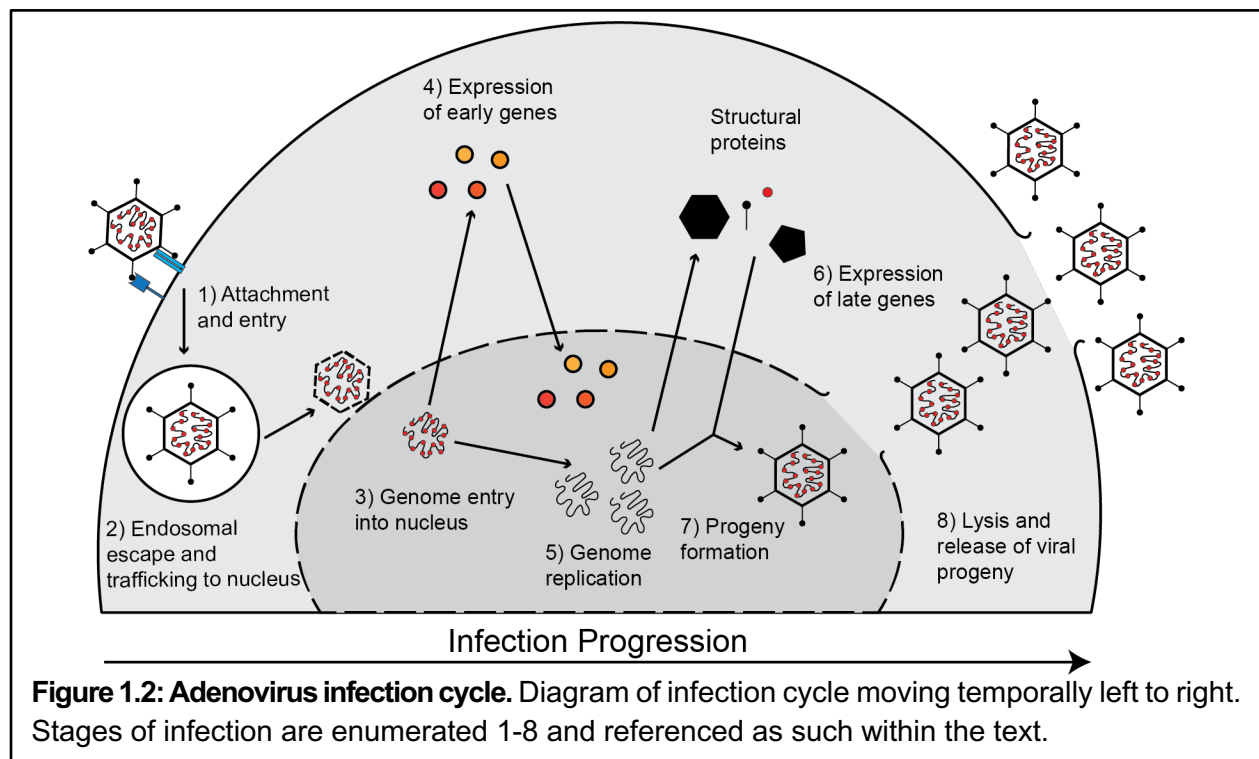 4) Expression
of early genes
Structural
proteins
1) Attachment
and entry
6) Expression
of late genes
2) Endosomal
escape and
trafficking to nucleus
3) Genome entry
into nucleus
5) Genome
replication
7) Progeny
formation
8) Lysis and
release of viral
progeny
Infection Progression
Figure 1.2: Adenovirus infection cycle. Diagram of infection cycle moving temporally left to right.
Stages of infection are enumerated 1-8 and referenced as such within the text.